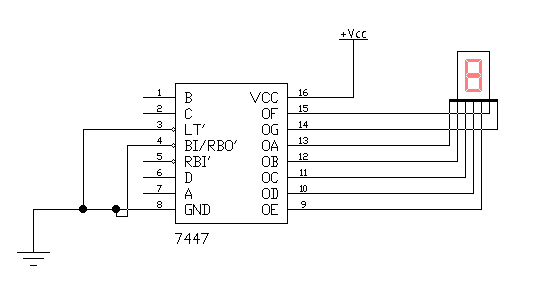 +Vcc
1 B VCC 16
2 C OF 15
3 LT' OG 14
4 BI/RBO' OA 13
5 RBI' OB 12
6 D OC 11
7 A OD 10
8 GND OE 9
7447
8